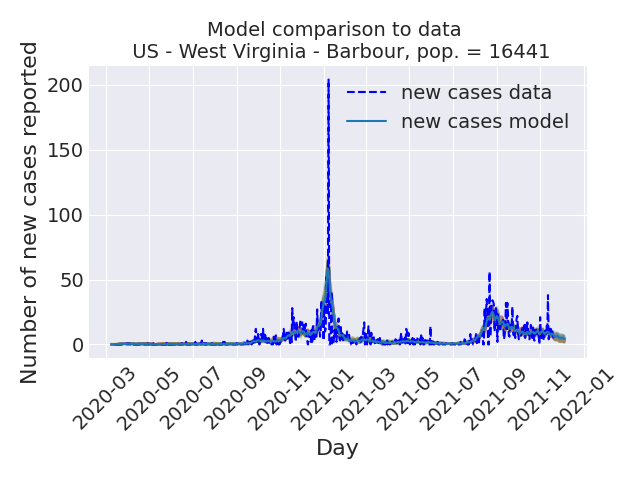 Model comparison to data
US - West Virginia - Barbour, pop. = 16441
Number of new cases reported
200
150
100
50
0
new cases data
new cases model
2020-03
2020-05
2020-07
2020-09
2020-11
2021-01
2021-03
2021-05
2021-07
2021-09
2021-11
2022-01
Day